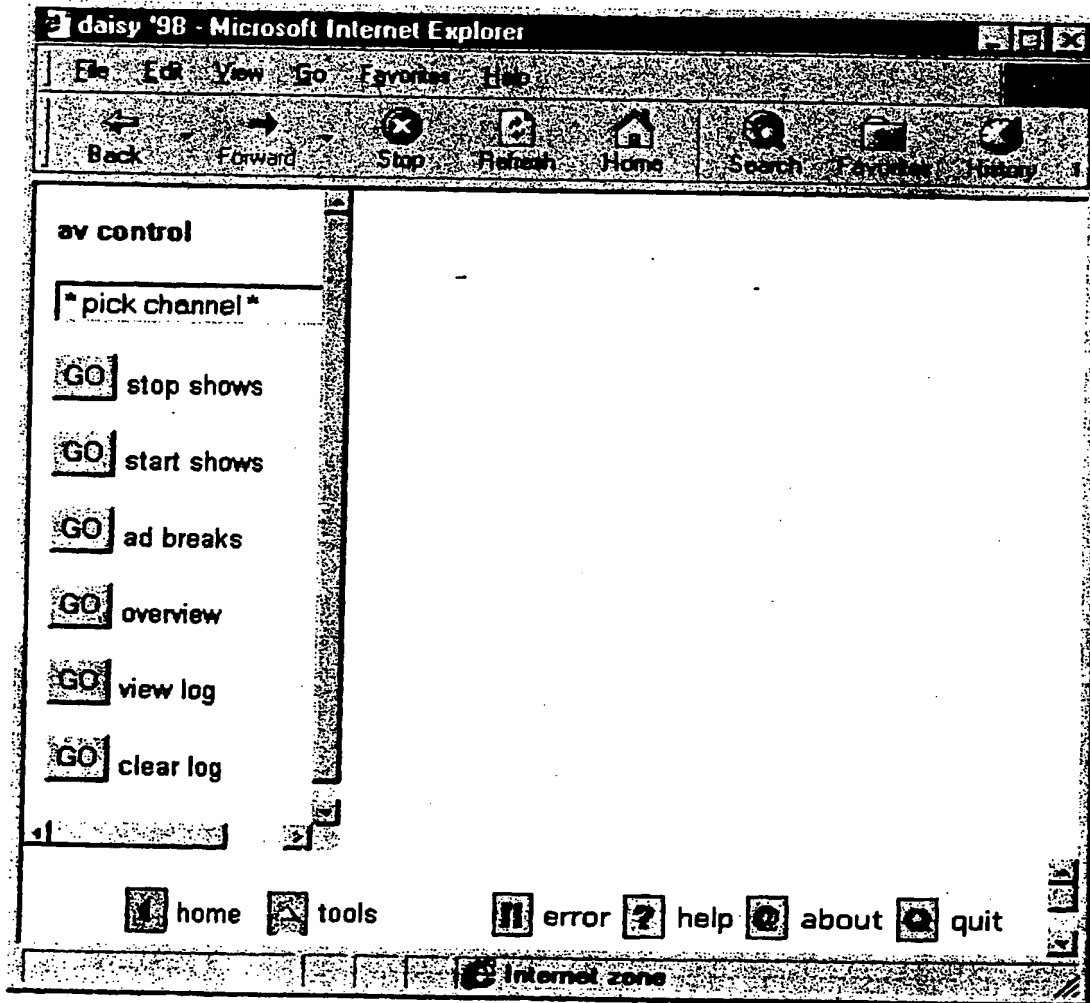 daisy '98 - Microsoft Internet Explorer
File Edit View Go Favorites Help
Back Forward Stop Refresh Home Search Favorites History
av control
* pick channel *
GO stop shows
GO start shows
GO ad breaks
GO overview
GO view log
GO clear log
home tools error ? help @ about quit
Internet zone